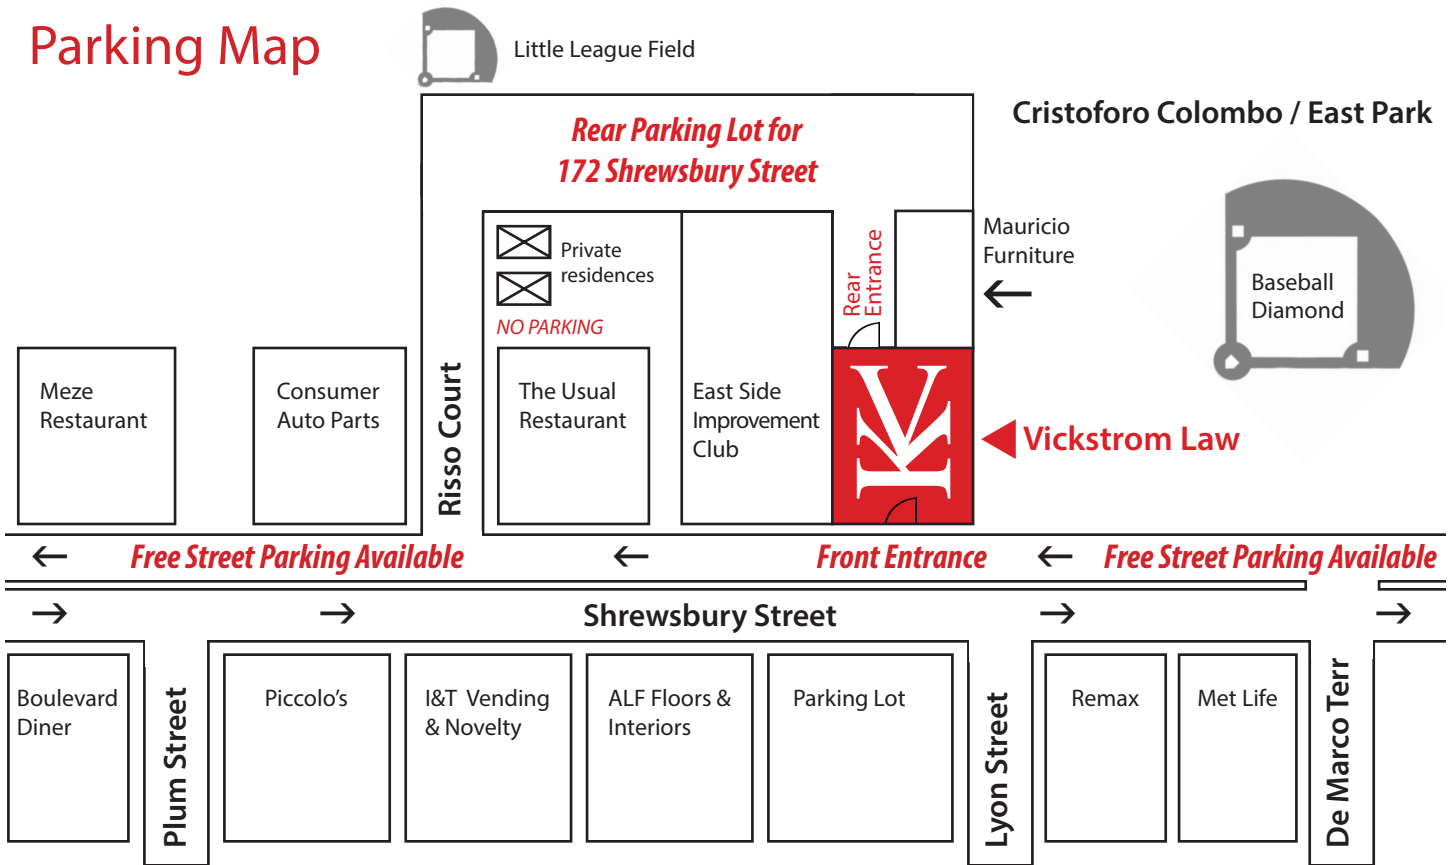 Parking Map
Little League Field
Cristoforo Colombo / East Park
Rear Parking Lot for
172 Shrewsbury Street
Private
residences
NO PARKING
Rear
Entrance
Mauricio
Furniture
Baseball
Diamond
Meze
Restaurant
Consumer
Auto Parts
Risso Court
The Usual
Restaurant
East Side
Improvement
Club
VK
Vickstrom Law
Free Street Parking Available
Front Entrance
Free Street Parking Available
Shrewsbury Street
Boulevard
Diner
Plum Street
Piccolo's
I&T Vending
& Novelty
ALF Floors &
Interiors
Parking Lot
Lyon Street
Remax
Met Life
De Marco Terr